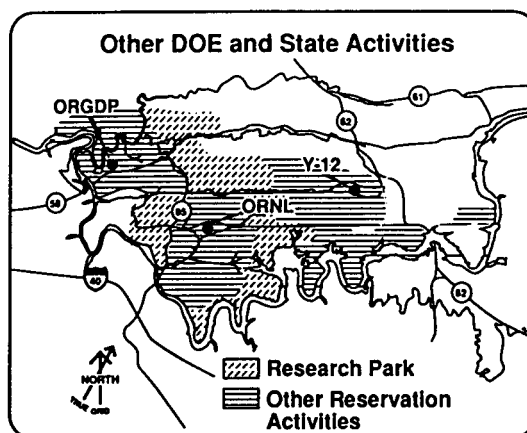 Other DOE and State Activities
ORGDP
61
62
Y-12
58
95
ORNL
40
62
NORTH
TRUE ORG
Research Park
Other Reservation
Activities